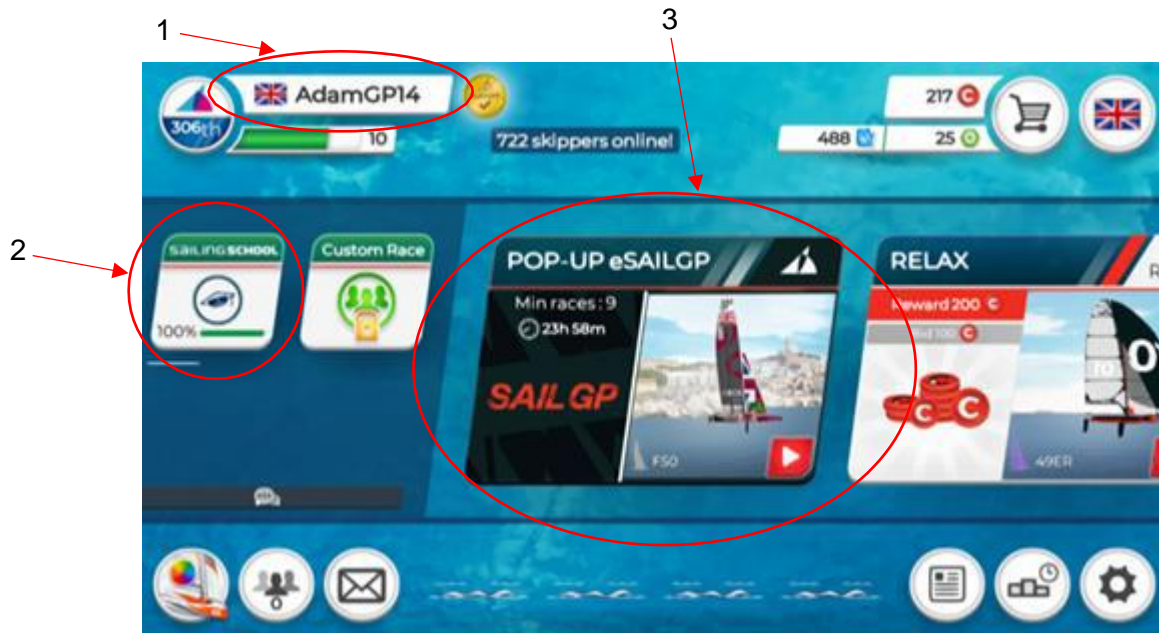 1
3
AdamGP14
217 C
306th
10
722 skippers online!
488
25
2
SAILING SCHOOL
100%
Custom Race
POP-UP eSAILGP
Min races: 9
23h 58m
SAIL GP
F50
RELAX
R
Reward 200 C
C C
49ER
0